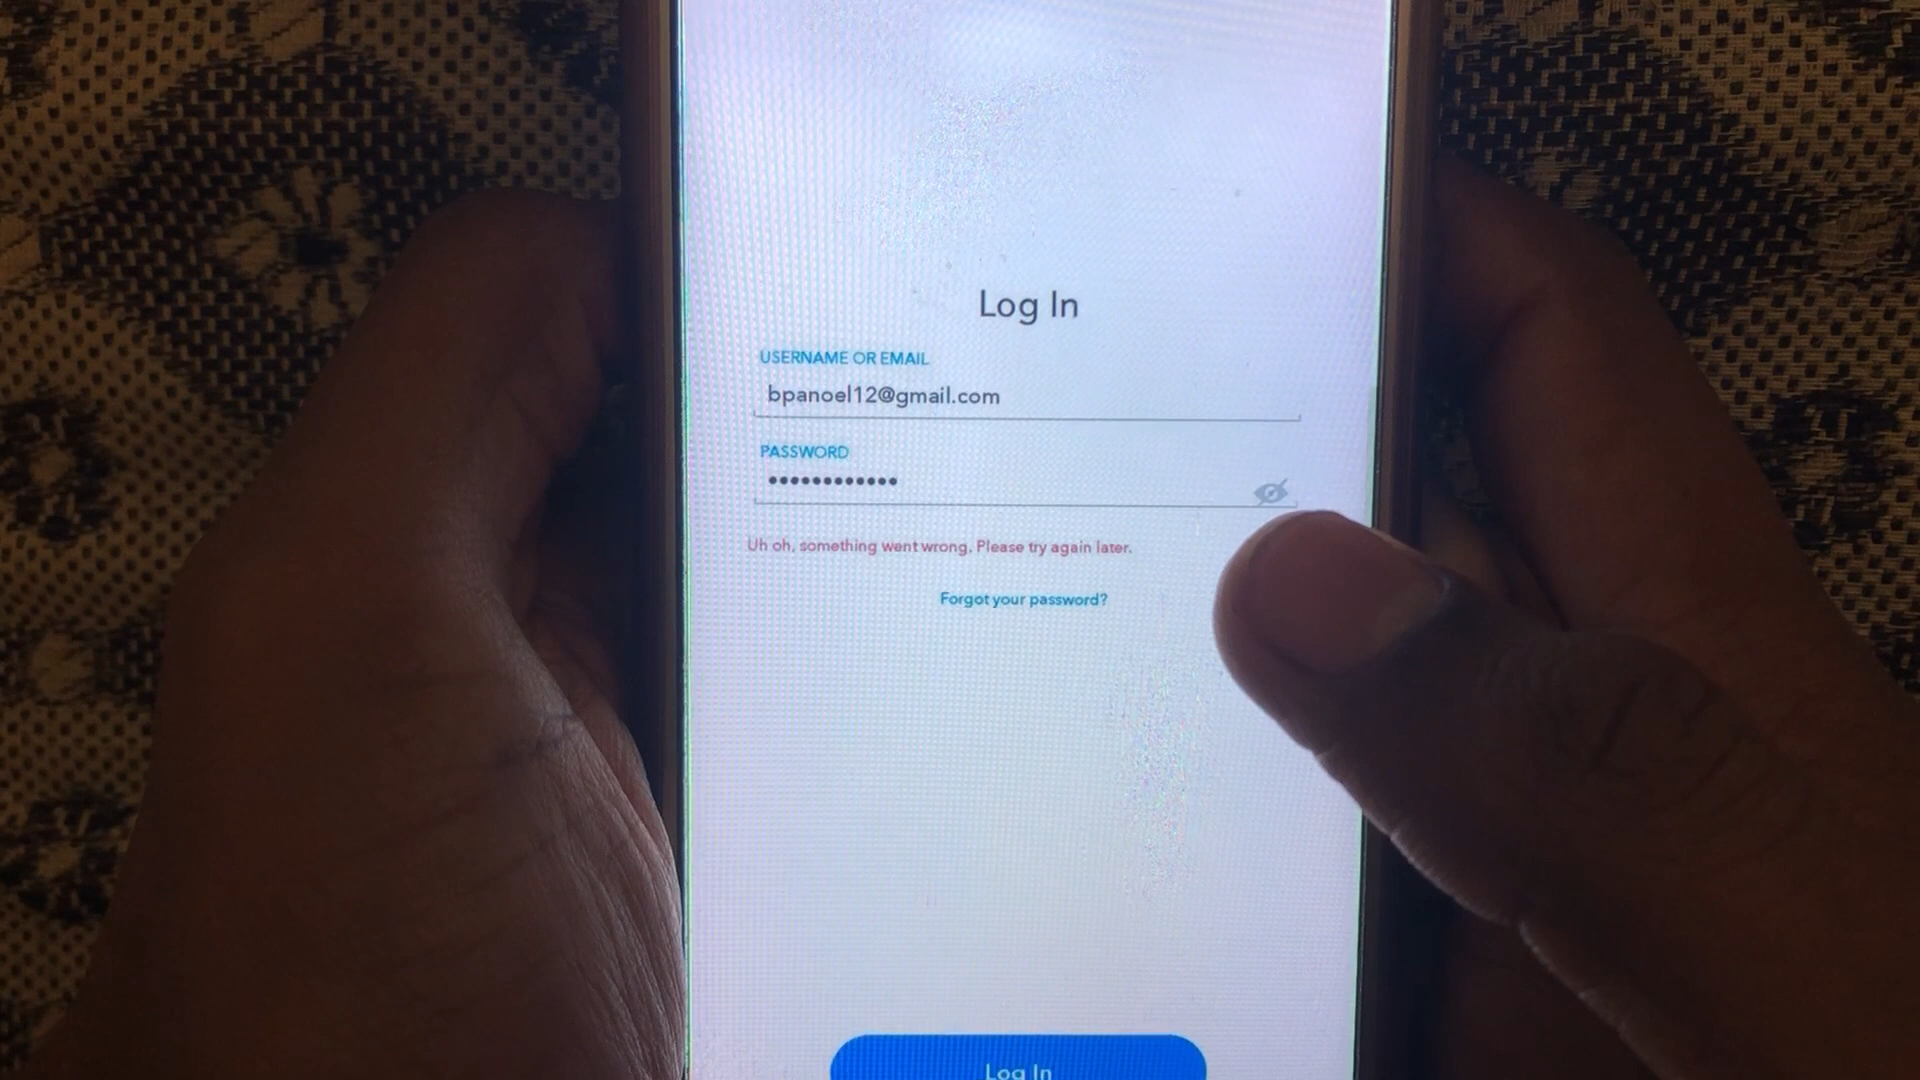 Log In
USERNAME OR EMAIL
bpanoel12@gmail.com
PASSWORD
••••••••••••
Uh oh, something went wrong. Please try again later.
Forgot your password?
Log In